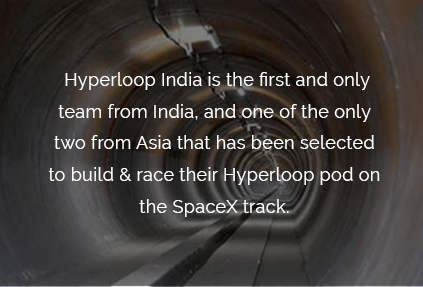 Hyperloop India is the first and only
team from India, and one of the only
two from Asia that has been selected
to build & race their Hyperloop pod on
the SpaceX track.